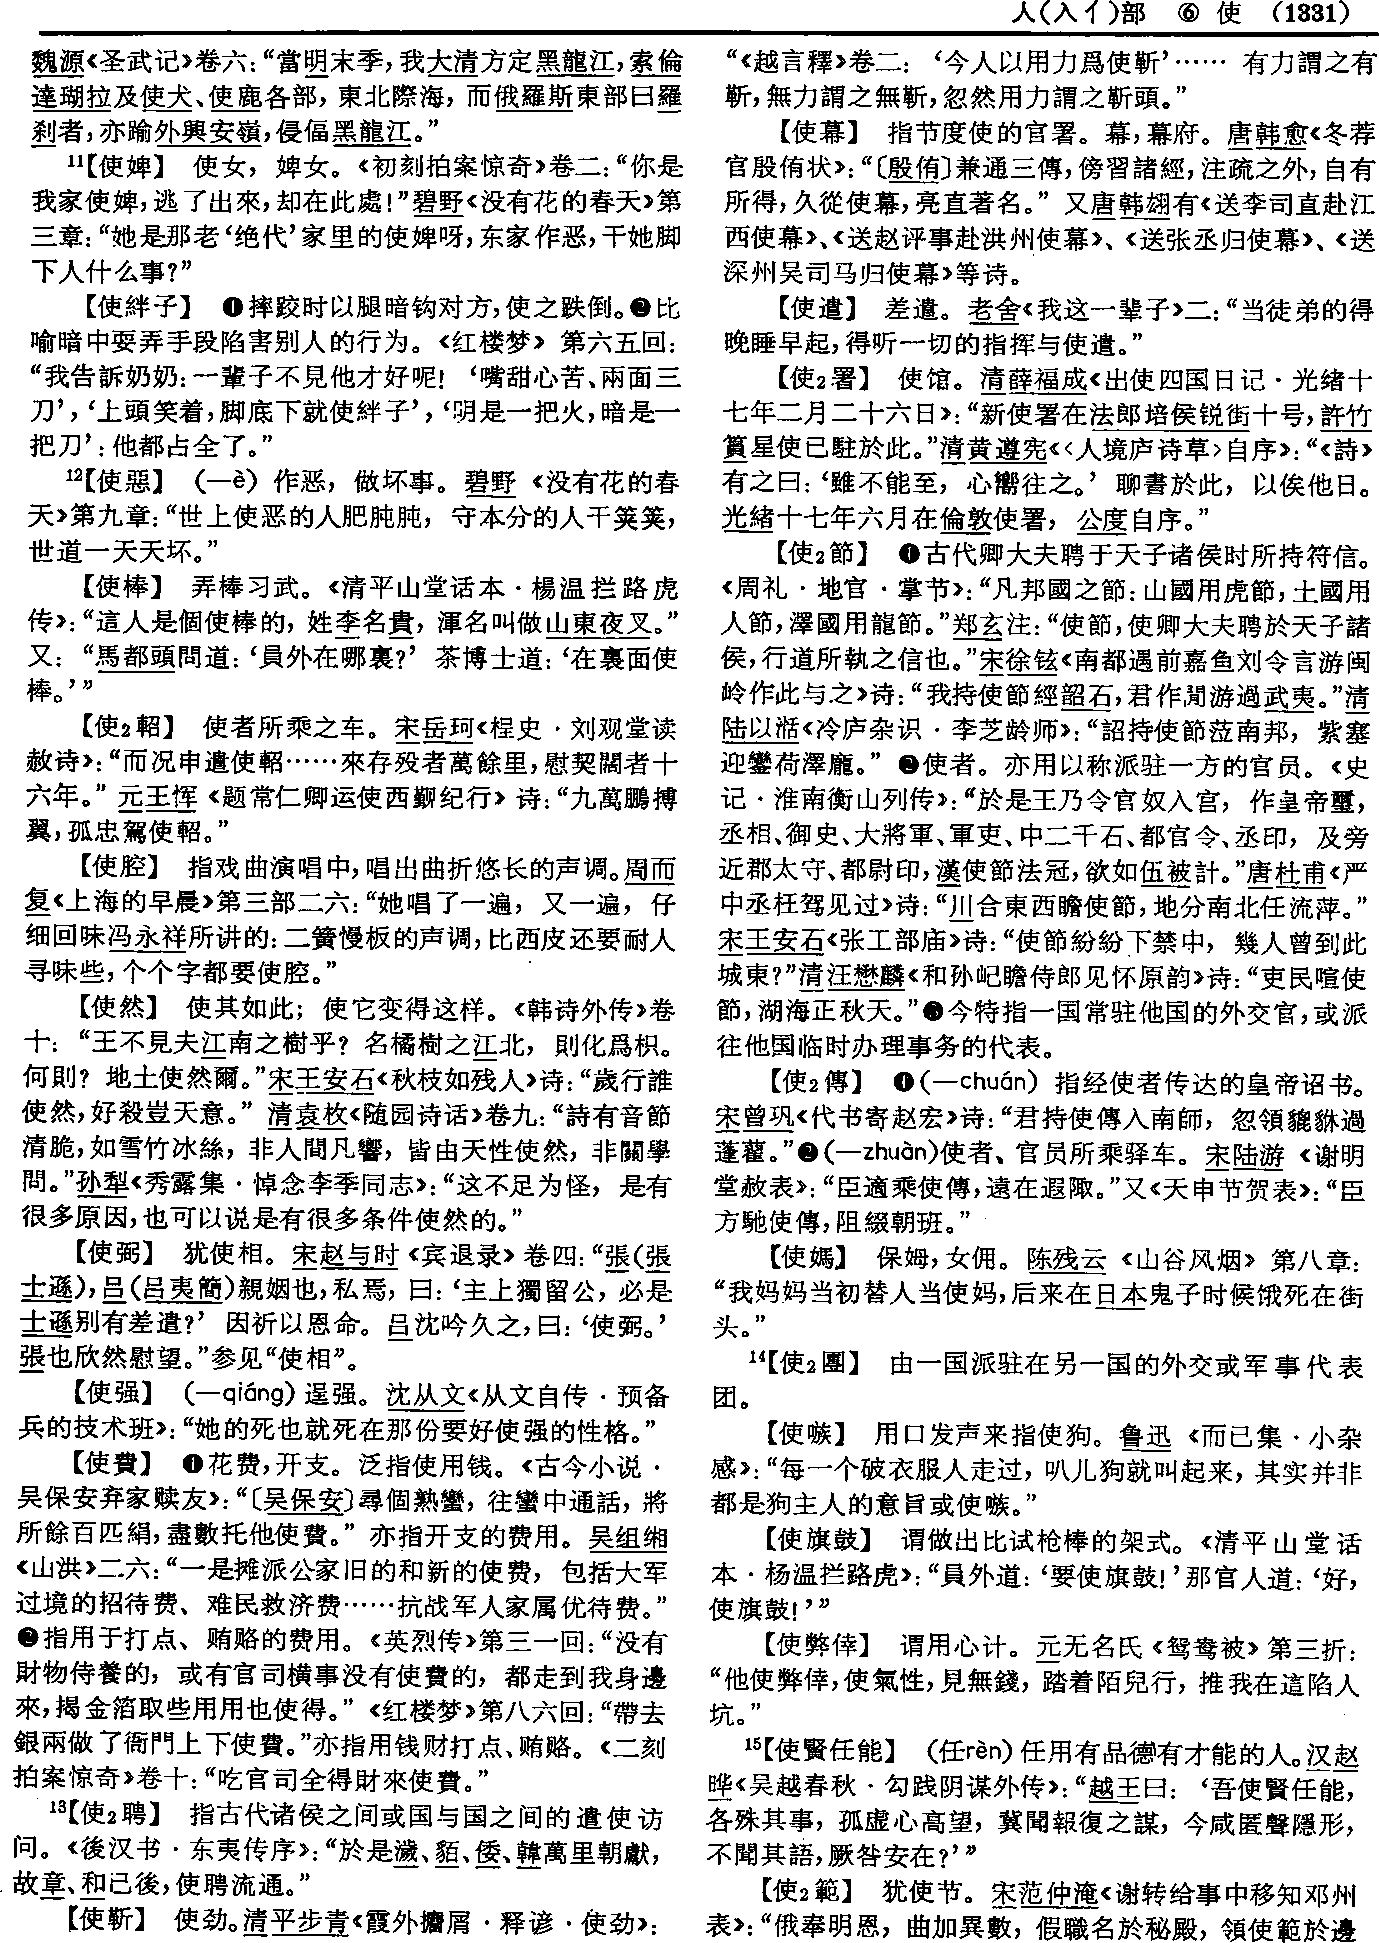 人(入亻)部 ⑥ 使 (1331)
魏源《圣武记》卷六：“當明末季，我大清方定黑龍江，索倫
達瑚拉及使犬、使鹿各部，東北際海，而俄羅斯東部曰羅
刹者，亦踰外興安嶺，侵偪黑龍江。”
11【使婢】 使女，婢女。《初刻拍案惊奇》卷二：“你是
我家使婢，逃了出來，却在此處！”碧野《没有花的春天》第
三章：“她是那老‘绝代’家里的使婢呀，东家作恶，干她脚
下人什么事？”
【使絆子】 ❶摔跤时以腿暗钩对方，使之跌倒。❷比
喻暗中耍弄手段陷害别人的行为。《红楼梦》第六五回：
“我告訴奶奶：一輩子不見他才好呢！‘嘴甜心苦、兩面三
刀’，‘上頭笑着，脚底下就使絆子’，‘明是一把火，暗是一
把刀’：他都占全了。”
12【使惡】 (—è) 作恶，做坏事。碧野《没有花的春
天》第九章：“世上使恶的人肥肫肫，守本分的人干筴筴，
世道一天天坏。”
【使棒】 弄棒习武。《清平山堂话本·楊温拦路虎
传》：“這人是個使棒的，姓李名貴，渾名叫做山東夜叉。”
又：“馬都頭問道：‘員外在哪裏？’茶博士道：‘在裏面使
棒。’”
【使2軺】 使者所乘之车。宋岳珂《桯史·刘观堂读
赦诗》：“而况申遣使軺……來存殁者萬餘里，慰契闊者十
六年。”元王恽《题常仁卿运使西觐纪行》诗：“九萬鵬搏
翼，孤忠駕使軺。”
【使腔】 指戏曲演唱中，唱出曲折悠长的声调。周而
复《上海的早晨》第三部二六：“她唱了一遍，又一遍，仔
细回味冯永祥所讲的：二簧慢板的声调，比西皮还要耐人
寻味些，个个字都要使腔。”
【使然】 使其如此；使它变得这样。《韩诗外传》卷
十：“王不見夫江南之樹乎？名橘樹之江北，則化爲枳。
何則？地土使然爾。”宋王安石《秋枝如残人》诗：“歲行誰
使然，好殺豈天意。”清袁枚《随园诗话》卷九：“詩有音節
清脆，如雪竹冰絲，非人間凡響，皆由天性使然，非關學
問。”孙犁《秀露集·悼念李季同志》：“这不足为怪，是有
很多原因，也可以说是有很多条件使然的。”
【使弼】 犹使相。宋赵与时《宾退录》卷四：“張(張
士遜)，吕(吕夷簡)親姻也，私焉，曰：‘主上獨留公，必是
士遜别有差遣？’因祈以恩命。吕沈吟久之，曰：‘使弼。’
張也欣然慰望。”参见“使相”。
【使强】 (—qiáng) 逞强。沈从文《从文自传·预备
兵的技术班》：“她的死也就死在那份要好使强的性格。”
【使費】 ❶花费，开支。泛指使用钱。《古今小说·
吴保安弃家赎友》：“〔吴保安〕尋個熟蠻，往蠻中通話，將
所餘百匹絹，盡數托他使費。”亦指开支的费用。吴组缃
《山洪》二六：“一是摊派公家旧的和新的使费，包括大军
过境的招待费、难民救济费……抗战军人家属优待费。”
❷指用于打点、贿赂的费用。《英烈传》第三一回：“没有
財物侍養的，或有官司横事没有使費的，都走到我身邊
來，揭金箔取些用用也使得。”《红楼梦》第八六回：“帶去
銀兩做了衙門上下使費。”亦指用钱财打点、贿赂。《二刻
拍案惊奇》卷十：“吃官司全得財來使費。”
13【使2聘】 指古代诸侯之间或国与国之间的遣使访
问。《後汉书·东夷传序》：“於是濊、貊、倭、韓萬里朝獻，
故章、和已後，使聘流通。”
【使靳】 使劲。清平步青《霞外攟屑·释谚·使劲》：
“《越言釋》卷二：‘今人以用力爲使靳’……有力謂之有
靳，無力謂之無靳，忽然用力謂之靳頭。”
【使幕】 指节度使的官署。幕，幕府。唐韩愈《冬荐
官殷侑状》：“〔殷侑〕兼通三傳，傍習諸經，注疏之外，自有
所得，久從使幕，亮直著名。”又唐韩翃有《送李司直赴江
西使幕》、《送赵评事赴洪州使幕》、《送张丞归使幕》、《送
深州吴司马归使幕》等诗。
【使遣】 差遣。老舍《我这一辈子》二：“当徒弟的得
晚睡早起，得听一切的指挥与使遣。”
【使2署】 使馆。清薛福成《出使四国日记·光绪十
七年二月二十六日》：“新使署在法郎培侯锐街十号，許竹
篔星使已駐於此。”清黄遵宪《〈人境庐诗草〉自序》：“《詩》
有之曰：‘雖不能至，心嚮往之。’聊書於此，以俟他日。
光緒十七年六月在倫敦使署，公度自序。”
【使2節】 ❶古代卿大夫聘于天子诸侯时所持符信。
《周礼·地官·掌节》：“凡邦國之節：山國用虎節，土國用
人節，澤國用龍節。”郑玄注：“使節，使卿大夫聘於天子諸
侯，行道所執之信也。”宋徐铉《南都遇前嘉鱼刘令言游闽
岭作此与之》诗：“我持使節經韶石，君作閒游過武夷。”清
陆以湉《冷庐杂识·李芝龄师》：“詔持使節蒞南邦，紫塞
迎鑾荷澤龐。”❷使者。亦用以称派驻一方的官员。《史
记·淮南衡山列传》：“於是王乃令官奴入宫，作皇帝璽，
丞相、御史、大將軍、軍吏、中二千石、都官令、丞印，及旁
近郡太守、都尉印，漢使節法冠，欲如伍被計。”唐杜甫《严
中丞枉驾见过》诗：“川合東西瞻使節，地分南北任流萍。”
宋王安石《张工部庙》诗：“使節紛紛下禁中，幾人曾到此
城東？”清汪懋麟《和孙屺瞻侍郎见怀原韵》诗：“吏民喧使
節，湖海正秋天。”❸今特指一国常驻他国的外交官，或派
往他国临时办理事务的代表。
【使2傳】 ❶(—chuán) 指经使者传达的皇帝诏书。
宋曾巩《代书寄赵宏》诗：“君持使傳入南師，忽領貔貅過
蓬藋。”❷(—zhuàn)使者、官员所乘驿车。宋陆游《谢明
堂赦表》：“臣適乘使傳，遠在遐陬。”又《天申节贺表》：“臣
方馳使傳，阻綴朝班。”
【使媽】 保姆，女佣。陈残云《山谷风烟》第八章：
“我妈妈当初替人当使妈，后来在日本鬼子时候饿死在街
头。”
14【使2團】 由一国派驻在另一国的外交或军事代表
团。
【使嗾】 用口发声来指使狗。鲁迅《而已集·小杂
感》：“每一个破衣服人走过，叭儿狗就叫起来，其实并非
都是狗主人的意旨或使嗾。”
【使旗鼓】 谓做出比试枪棒的架式。《清平山堂话
本·杨温拦路虎》：“員外道：‘要使旗鼓！’那官人道：‘好，
使旗鼓！’”
【使弊倖】 谓用心计。元无名氏《鸳鸯被》第三折：
“他使弊倖，使氣性，見無錢，踏着陌兒行，推我在這陷人
坑。”
15【使賢任能】 (任rèn) 任用有品德有才能的人。汉赵
晔《吴越春秋·勾践阴谋外传》：“越王曰：‘吾使賢任能，
各殊其事，孤虚心高望，冀聞報復之謀，今咸匿聲隱形，
不聞其語，厥咎安在？’”
【使2範】 犹使节。宋范仲淹《谢转给事中移知邓州
表》：“俄奉明恩，曲加異數，假職名於秘殿，領使範於邊